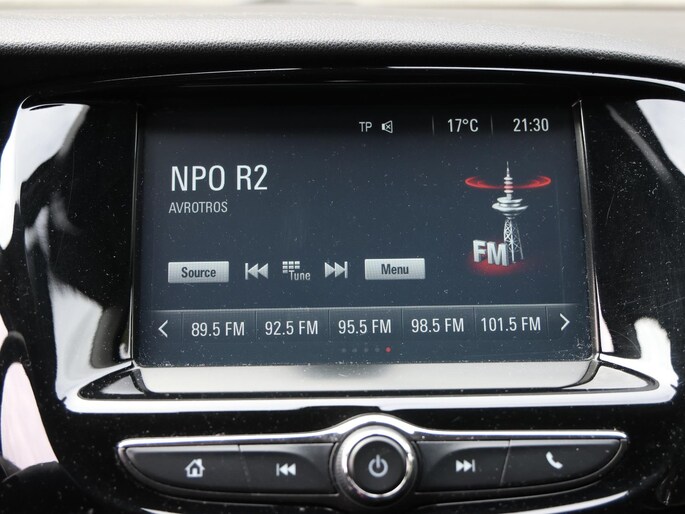 TP 17°C 21:30
NPO R2
AVROTROS
FM
Source Tune Menu
89.5 FM 92.5 FM 95.5 FM 98.5 FM 101.5 FM